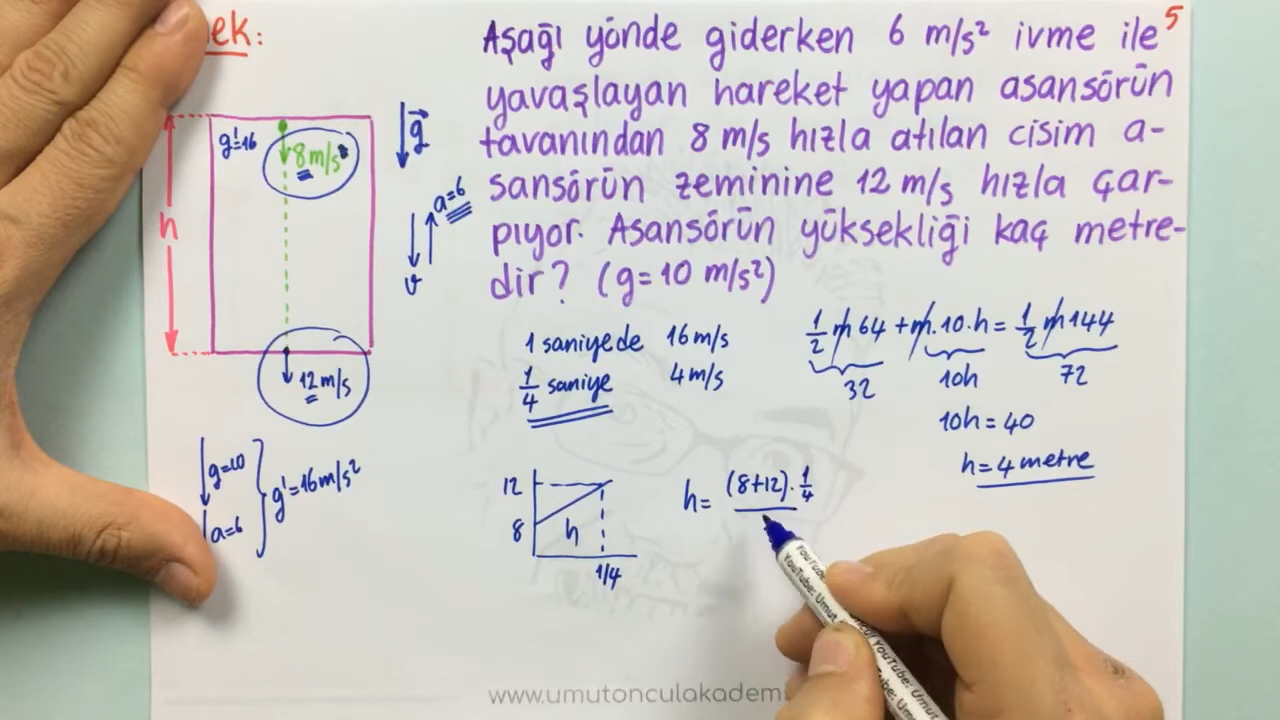 nek:
5
Aşağı yönde giderken 6 m/s² ivme ile
yavaşlayan hareket yapan asansörün
tavanından 8 m/s hızla atılan cisim a-
sansörün zeminine 12 m/s hızla çar-
pıyor. Asansörün yüksekliği kaç metre-
dir? (g=10 m/s²)
g'=16
8 m/s
g
a=6
h
v
12 m/s
g=10
a=6
g'=16 m/s²
1 saniyede 16 m/s
1/4 saniye 4 m/s
1/2 m 64 + m.10.h = 1/2 m 144
32 10h 72
10h = 40
h = 4 metre
12
8
h
1/4
h= (8+12).1/4
YouTube: Umut
www.umutonculakademi